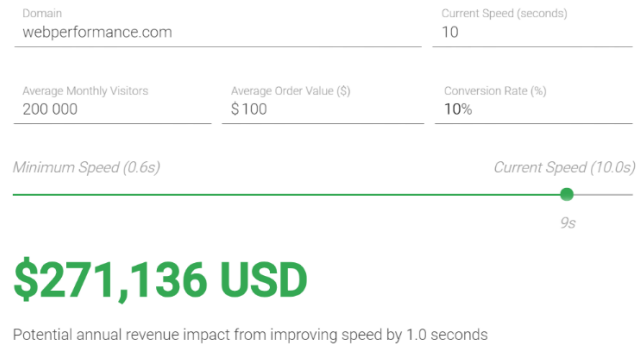 Domain Current Speed (seconds)
webperformance.com 10
Average Monthly Visitors Average Order Value ($) Conversion Rate (%)
200 000 $100 10%
Minimum Speed (0.6s) Current Speed (10.0s)
9s
$271,136 USD
Potential annual revenue impact from improving speed by 1.0 seconds